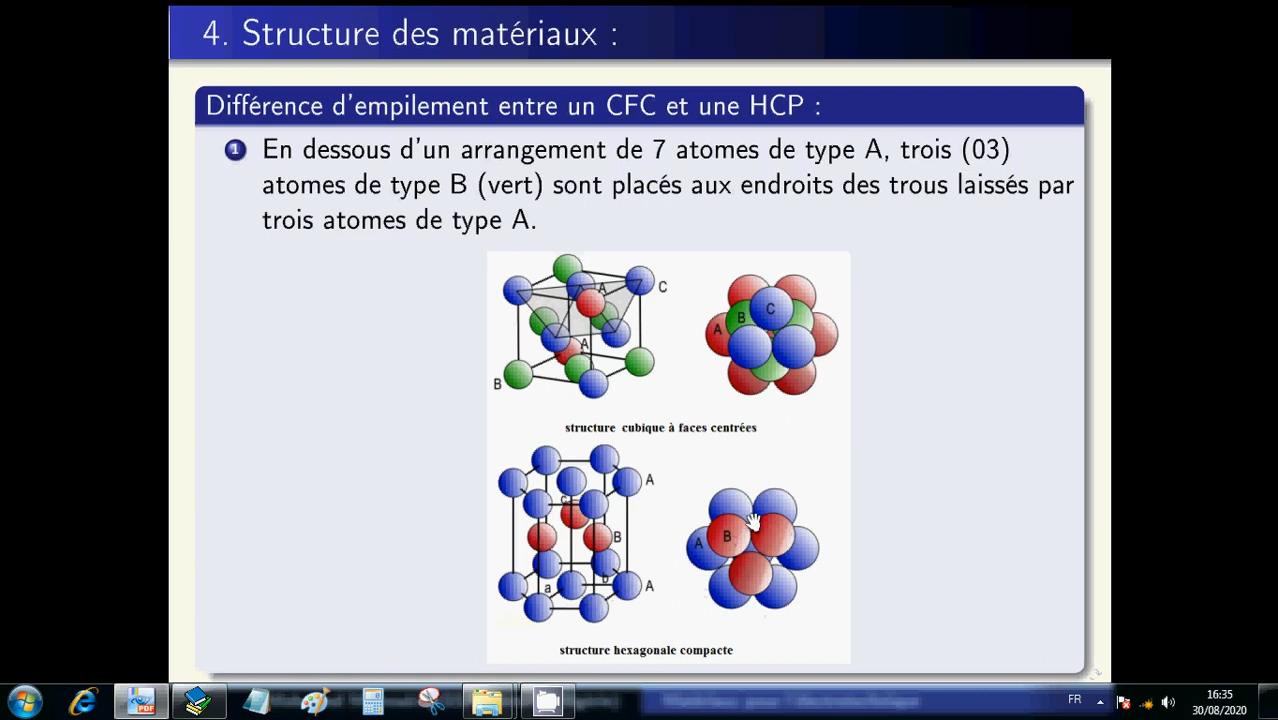 4. Structure des matériaux :
Différence d'empilement entre un CFC et une HCP :
1 En dessous d'un arrangement de 7 atomes de type A, trois (03)
atomes de type B (vert) sont placés aux endroits des trous laissés par
trois atomes de type A.
A
C
A
B
A
B
C
structure cubique à faces centrées
A
c
B
A
a
b
A
B
structure hexagonale compacte
PDF
FR
16:35
30/08/2020